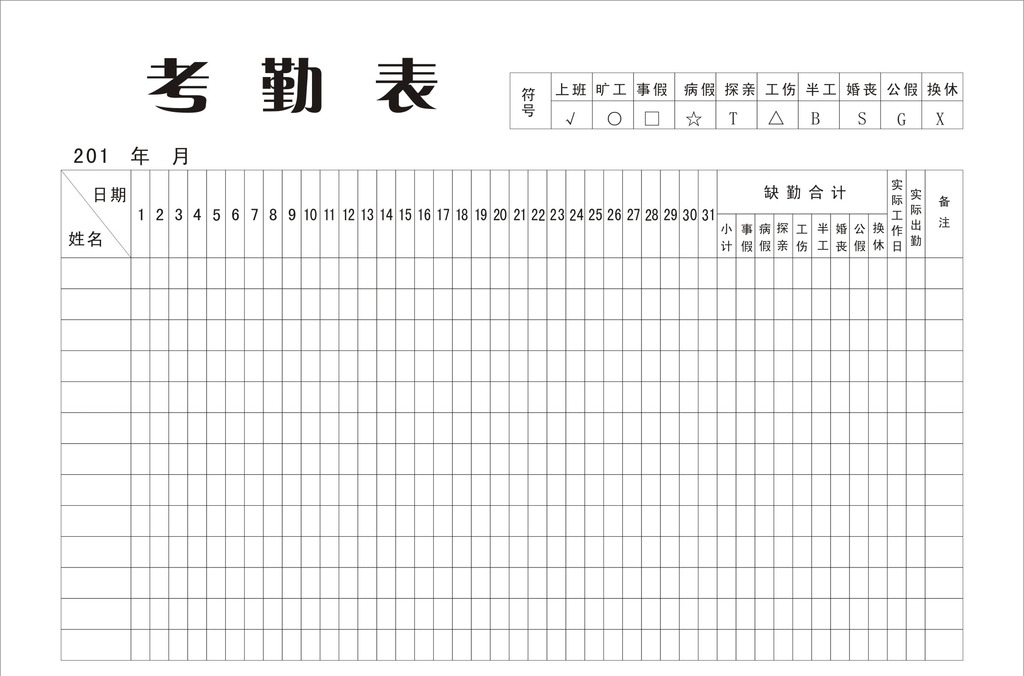 考勤表
符号 上班 旷工 事假 病假 探亲 工伤 半工 婚丧 公假 换休
√ ○ □ ☆ T △ B S G X
201 年 月
日期 姓名 1 2 3 4 5 6 7 8 9 10 11 12 13 14 15 16 17 18 19 20 21 22 23 24 25 26 27 28 29 30 31 缺勤合计 实际工作日 实际出勤 备注
小计 事假 病假 探亲 工伤 半工 婚丧 公假 换休